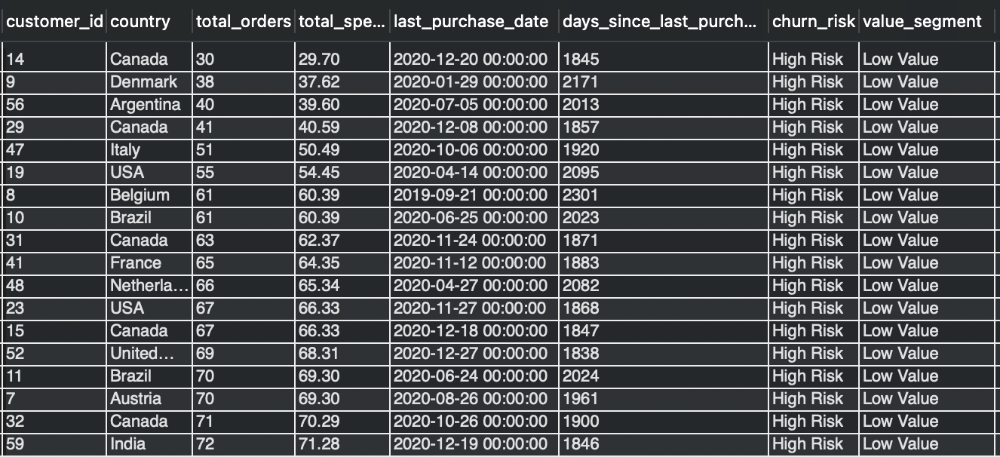 customer_id country total_orders total_spe... last_purchase_date days_since_last_purch... churn_risk value_segment
14 Canada 30 29.70 2020-12-20 00:00:00 1845 High Risk Low Value
9 Denmark 38 37.62 2020-01-29 00:00:00 2171 High Risk Low Value
56 Argentina 40 39.60 2020-07-05 00:00:00 2013 High Risk Low Value
29 Canada 41 40.59 2020-12-08 00:00:00 1857 High Risk Low Value
47 Italy 51 50.49 2020-10-06 00:00:00 1920 High Risk Low Value
19 USA 55 54.45 2020-04-14 00:00:00 2095 High Risk Low Value
8 Belgium 61 60.39 2019-09-21 00:00:00 2301 High Risk Low Value
10 Brazil 61 60.39 2020-06-25 00:00:00 2023 High Risk Low Value
31 Canada 63 62.37 2020-11-24 00:00:00 1871 High Risk Low Value
41 France 65 64.35 2020-11-12 00:00:00 1883 High Risk Low Value
48 Netherla... 66 65.34 2020-04-27 00:00:00 2082 High Risk Low Value
23 USA 67 66.33 2020-11-27 00:00:00 1868 High Risk Low Value
15 Canada 67 66.33 2020-12-18 00:00:00 1847 High Risk Low Value
52 United... 69 68.31 2020-12-27 00:00:00 1838 High Risk Low Value
11 Brazil 70 69.30 2020-06-24 00:00:00 2024 High Risk Low Value
7 Austria 70 69.30 2020-08-26 00:00:00 1961 High Risk Low Value
32 Canada 71 70.29 2020-10-26 00:00:00 1900 High Risk Low Value
59 India 72 71.28 2020-12-19 00:00:00 1846 High Risk Low Value